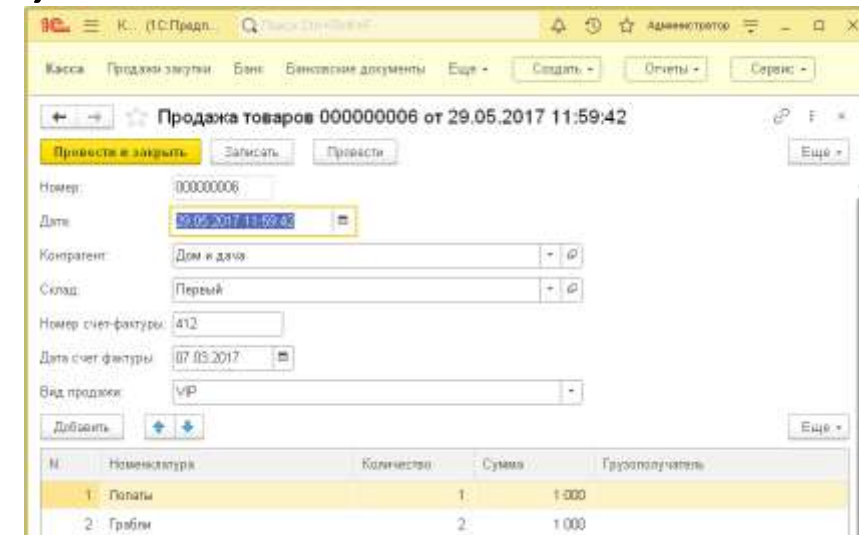 1С К... (1С:Предп... Поиск Ctrl+Shift+F Администратор
Касса Продажи закупки Банк Банковские документы Еще Создать Отчеты Сервис
Продажа товаров 000000006 от 29.05.2017 11:59:42
Провести и закрыть Записать Провести Еще
Номер: 000000006
Дата: 29.05.2017 11:59:42
Контрагент: Дом и дача
Склад: Первый
Номер счет-фактуры: 412
Дата счет фактуры: 07.03.2017
Вид продажи: VIP
Добавить Еще
N Номенклатура Количество Сумма Грузополучатель
1 Лопаты 1 1 000
2 Грабли 2 1 000